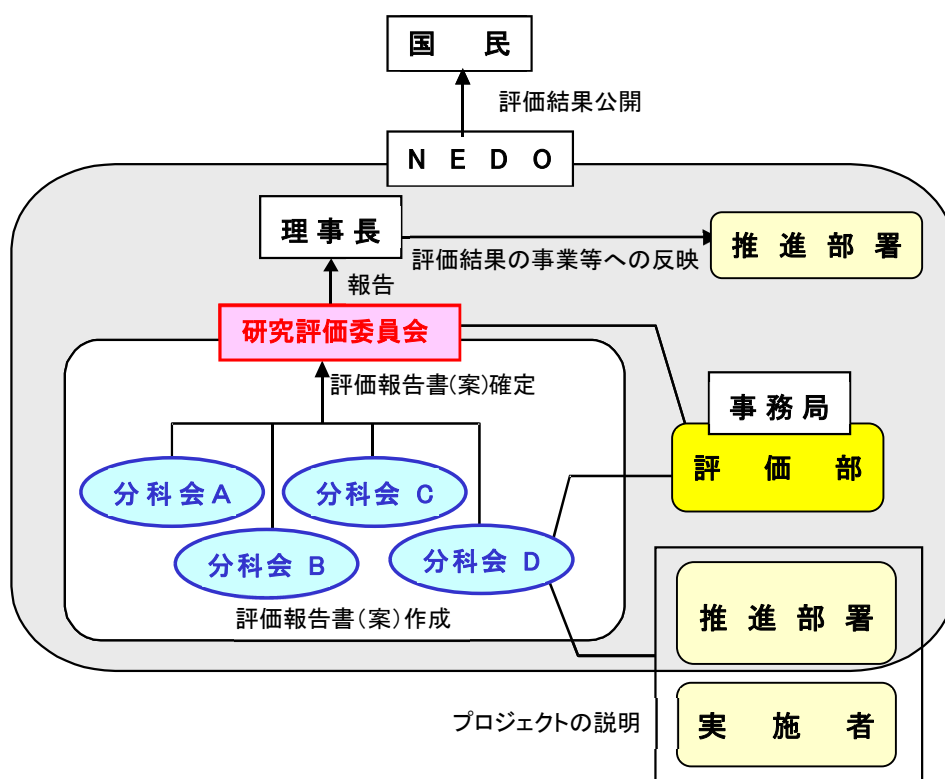 国 民
評価結果公開
N E D O
理事長
推進部署
評価結果の事業等への反映
報告
研究評価委員会
評価報告書(案)確定
事務局
評価部
分科会A
分科会 C
分科会 B
分科会 D
評価報告書(案)作成
推進部署
プロジェクトの説明
実施者